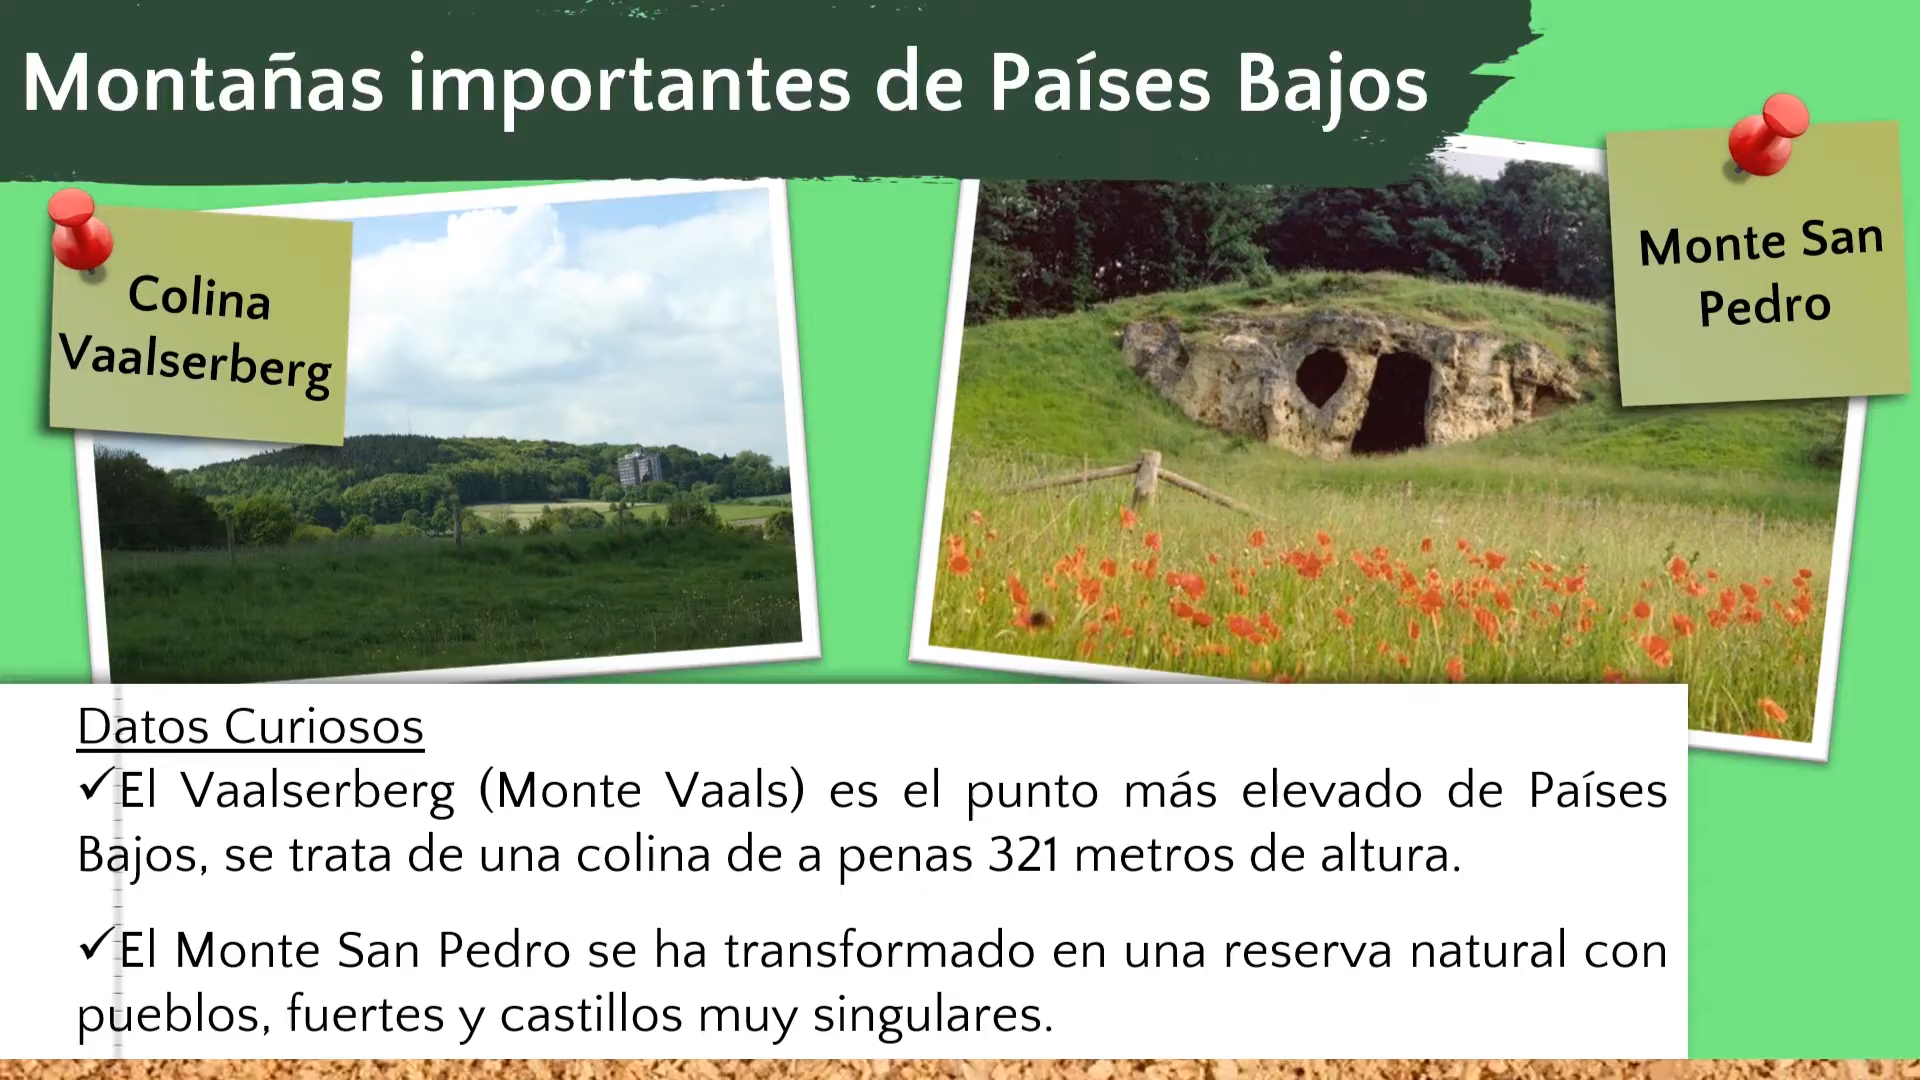 Montañas importantes de Países Bajos
Colina
Vaalserberg
Monte San
Pedro
Datos Curiosos
✓El Vaalserberg (Monte Vaals) es el punto más elevado de Países
Bajos, se trata de una colina de a penas 321 metros de altura.
✓El Monte San Pedro se ha transformado en una reserva natural con
pueblos, fuertes y castillos muy singulares.